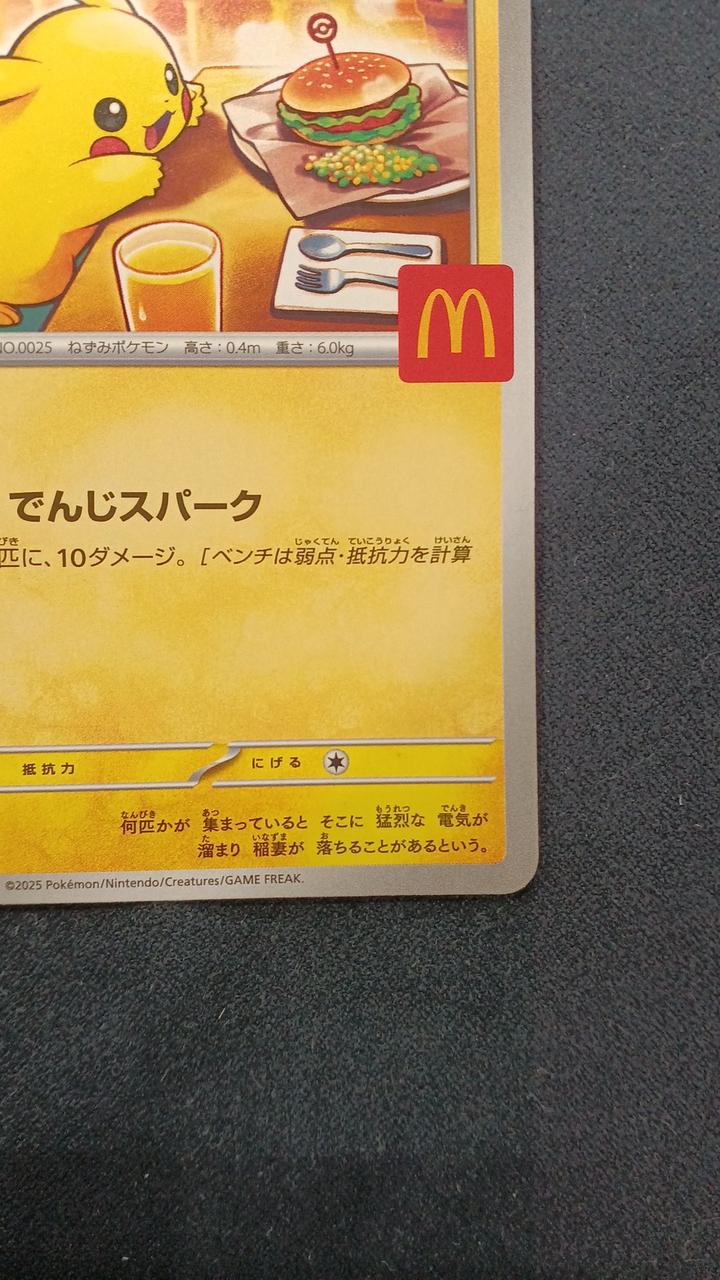 NO.0025 ねずみポケモン 高さ:0.4m 重さ:6.0kg
でんじスパーク
匹に、10ダメージ。[ベンチは弱点・抵抗力を計算
抵抗力 にげる
何匹かが 集まっていると そこに 猛烈な 電気が
溜まり 稲妻が 落ちることがあるという。
©2025 Pokémon/Nintendo/Creatures/GAME FREAK.